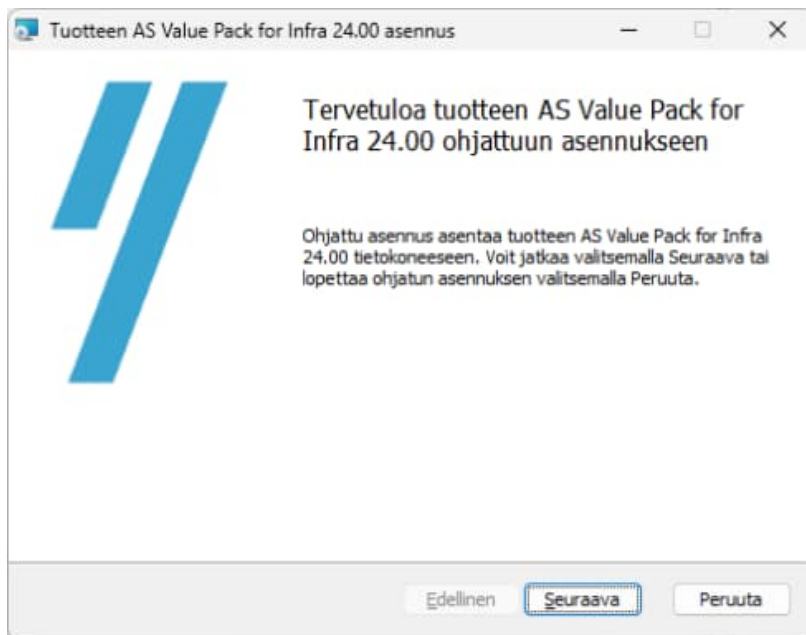 Tuotteen AS Value Pack for Infra 24.00 asennus
Tervetuloa tuotteen AS Value Pack for
Infra 24.00 ohjattuun asennukseen
Ohjattu asennus asentaa tuotteen AS Value Pack for Infra
24.00 tietokoneeseen. Voit jatkaa valitsemalla Seuraava tai
lopettaa ohjatun asennuksen valitsemalla Peruuta.
Edellinen
Seuraava
Peruuta